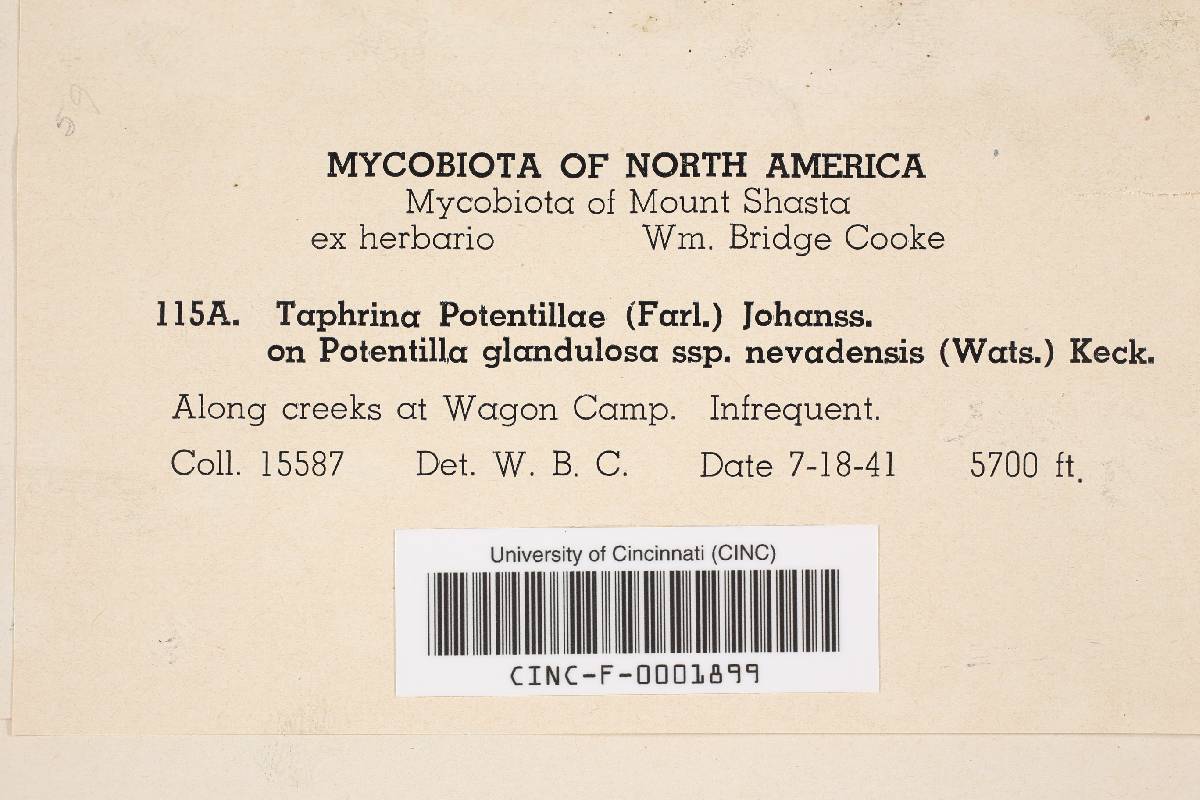 59
MYCOBIOTA OF NORTH AMERICA
Mycobiota of Mount Shasta
ex herbario Wm. Bridge Cooke
115A. Taphrina Potentillae (Farl.) Johanss.
on Potentilla glandulosa ssp. nevadensis (Wats.) Keck.
Along creeks at Wagon Camp. Infrequent.
Coll. 15587 Det. W. B. C. Date 7-18-41 5700 ft.
University of Cincinnati (CINC)
CINC-F-0001899